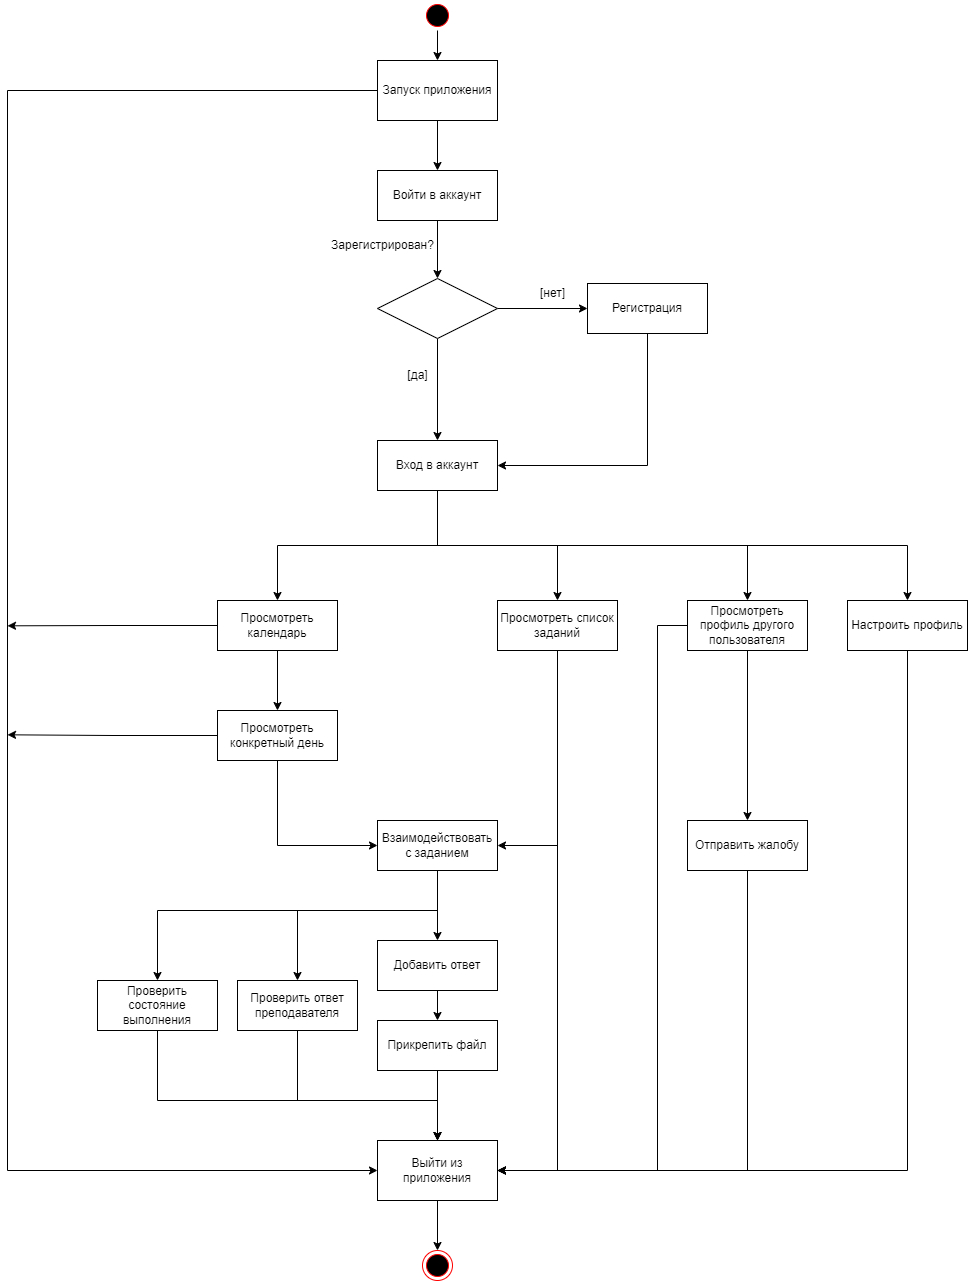 Запуск приложения
Войти в аккаунт
Зарегистрирован?
[нет]
Регистрация
[да]
Вход в аккаунт
Просмотреть
календарь
Просмотреть список
заданий
Просмотреть
профиль другого
пользователя
Настроить профиль
Просмотреть
конкретный день
Взаимодействовать
с заданием
Отправить жалобу
Добавить ответ
Проверить
состояние
выполнения
Проверить ответ
преподавателя
Прикрепить файл
Выйти из
приложения